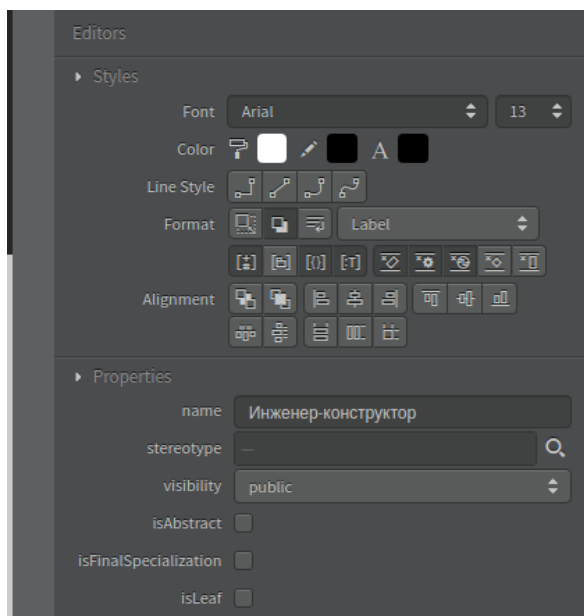 Editors
Styles
Font Arial 13
Color A
Line Style
Format Label
Alignment
Properties
name Инженер-конструктор
stereotype —
visibility public
isAbstract
isFinalSpecialization
isLeaf